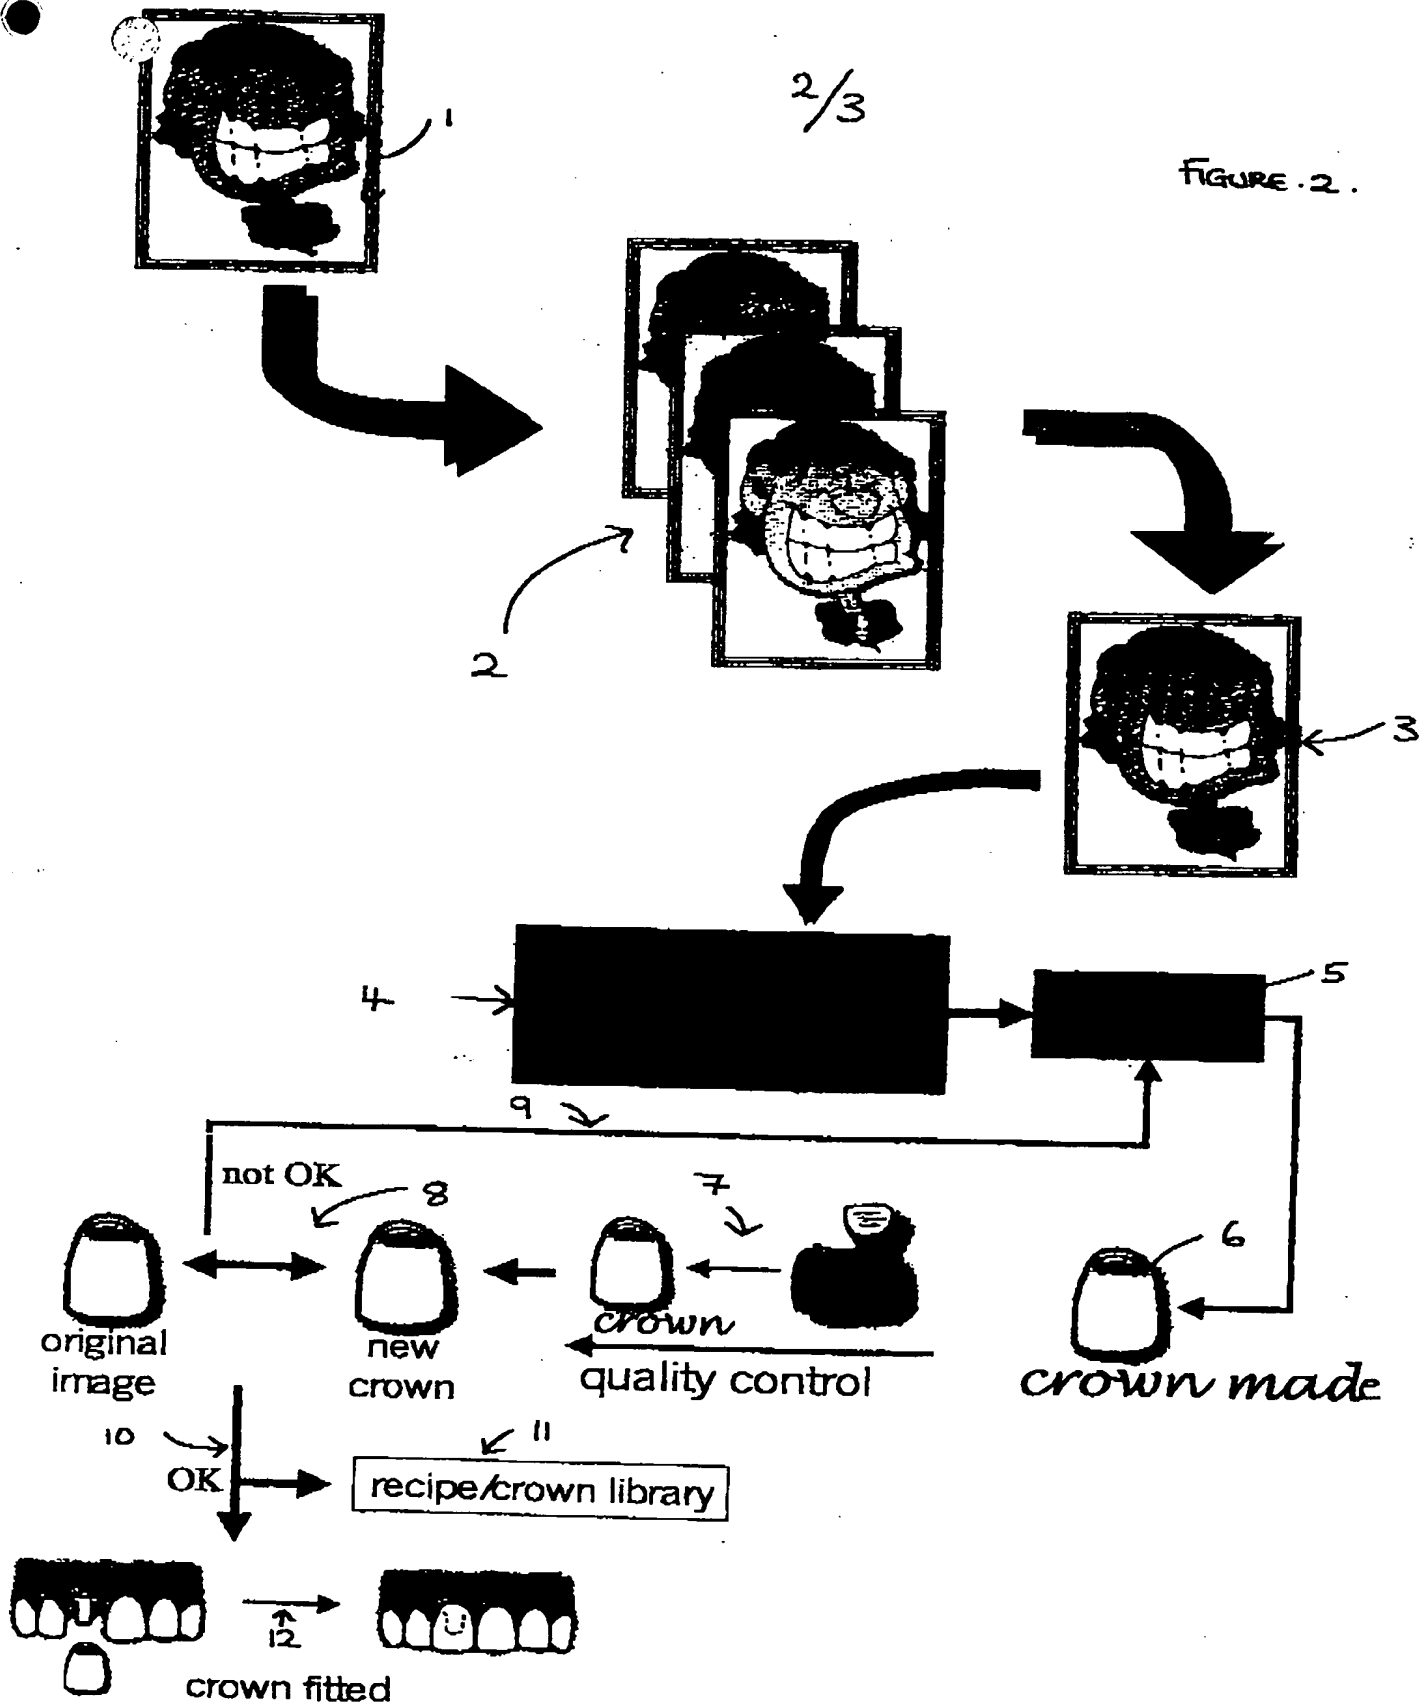 2/3
FIGURE.2.
1
2
3
4
5
9
not OK
8
7
6
original
image
new
crown
crown
quality control
crown made
10
11
OK
recipe/crown library
12
crown fitted